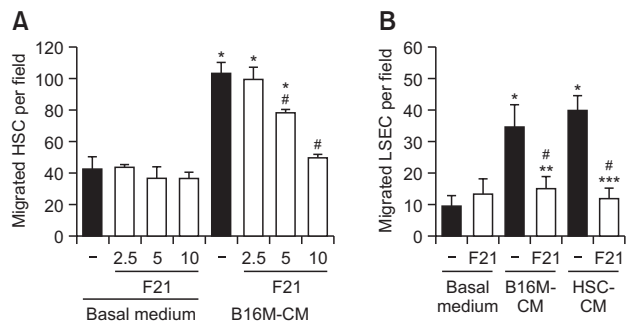 A
Migrated HSC per field
120
100
80
60
40
20
0
* * * # #
– 2.5 5 10 – 2.5 5 10
F21 F21
Basal medium B16M-CM
B
Migrated LSEC per field
60
50
40
30
20
10
0
* # ** * # ***
– F21 – F21 – F21
Basal medium B16M-CM HSC-CM